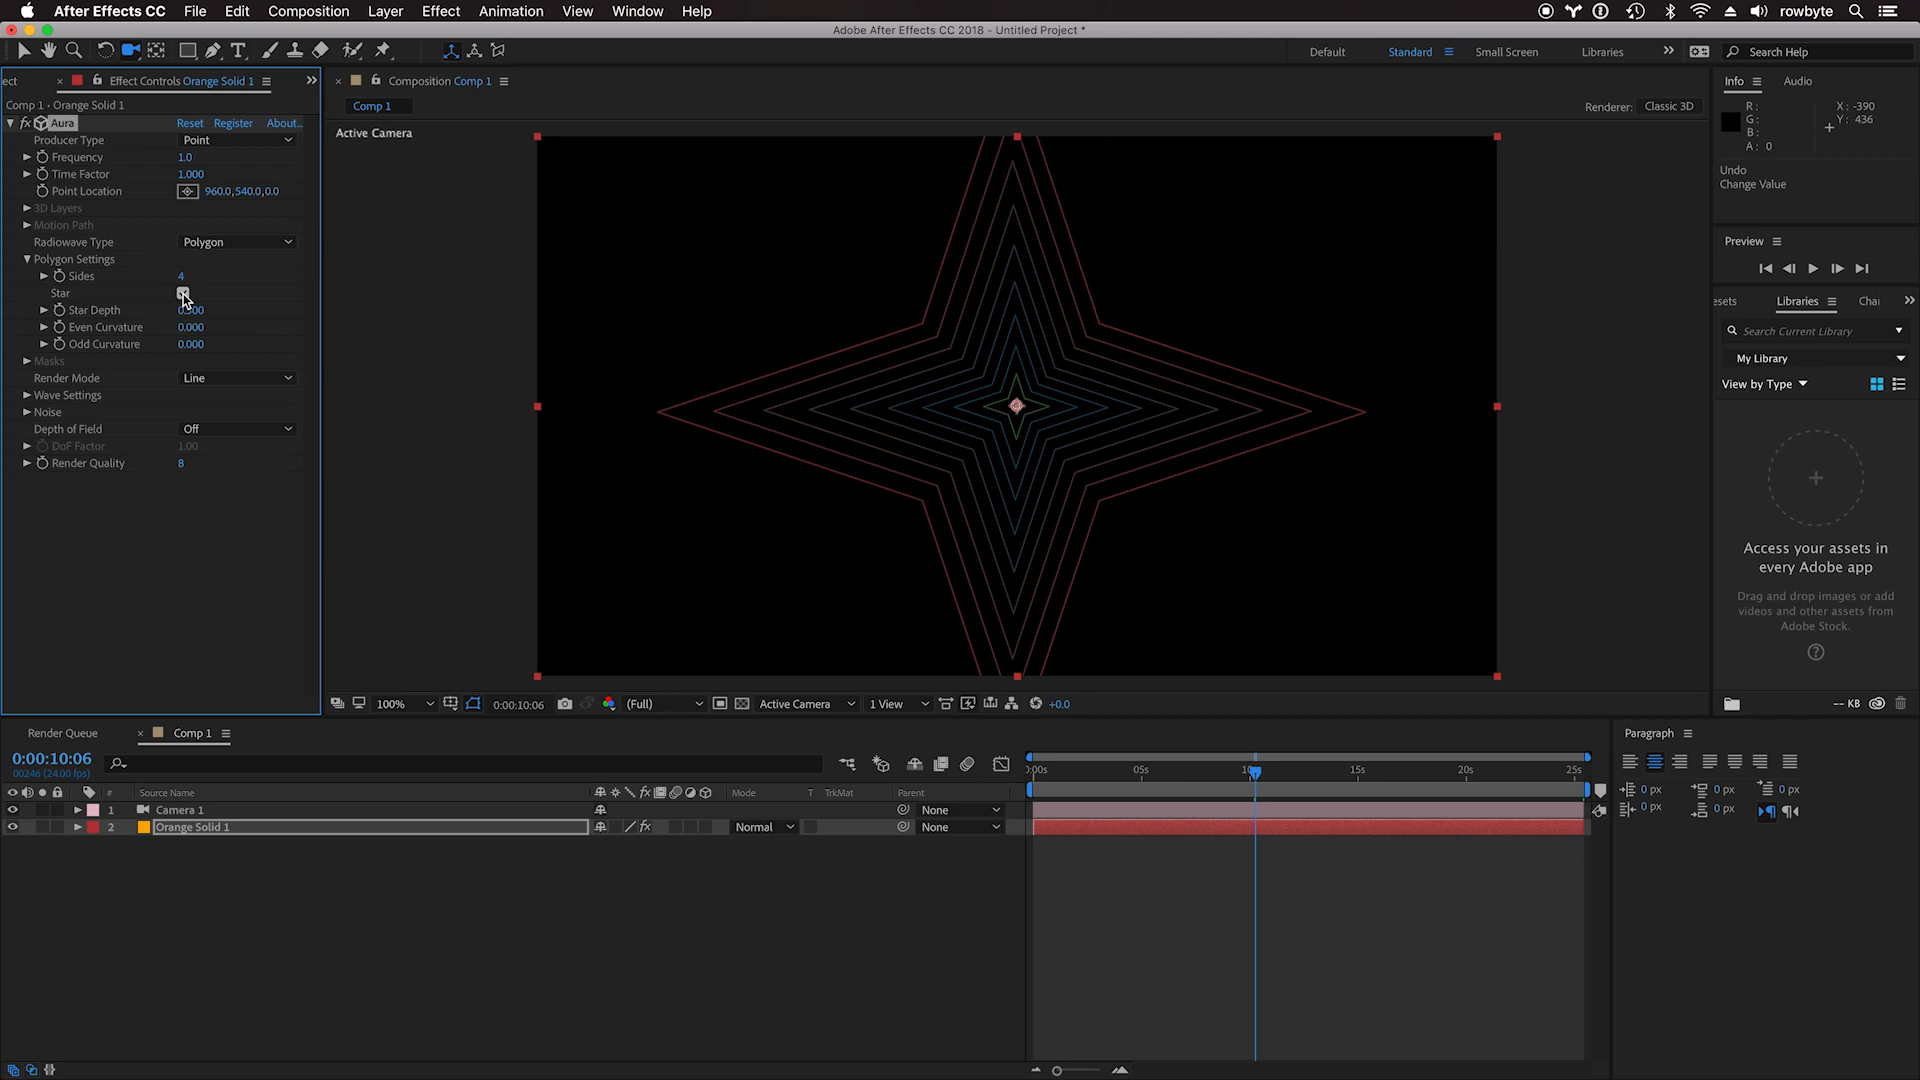 After Effects CC File Edit Composition Layer Effect Animation View Window Help rowbyte
Adobe After Effects CC 2018 - Untitled Project *
Default Standard Small Screen Libraries Search Help
ect Effect Controls Orange Solid 1
Composition Comp 1
Info Audio
Comp 1 • Orange Solid 1
Comp 1
Renderer: Classic 3D
R: X: -390
G: Y: 436
B:
A: 0
fx Aura Reset Register About...
Active Camera
Producer Type Point
Frequency 1.0
Time Factor 1.000
Point Location 960.0,540.0,0.0
3D Layers
Motion Path
Radiowave Type Polygon
Polygon Settings
Sides 4
Star
Star Depth
Even Curvature 0.000
Odd Curvature 0.000
Masks
Render Mode Line
Wave Settings
Noise
Depth of Field Off
DoF Factor 1.00
Render Quality 8
Undo
Change Value
Preview
esets Libraries Cha
Search Current Library
My Library
View by Type
Access your assets in
every Adobe app
Drag and drop images or add
videos and other assets from
Adobe Stock.
-- KB
100% 0:00:10:06 (Full) Active Camera 1 View +0.0
Render Queue Comp 1
0:00:10:06
00246 (24.00 fps)
:00s 05s 10 15s 20s 25s
# Source Name fx Mode T TrkMat Parent
1 Camera 1 None
2 Orange Solid 1 fx Normal None
Paragraph
0 px 0 px 0 px
0 px 0 px